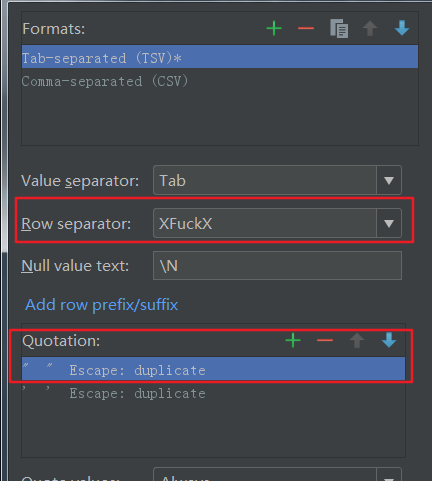 Formats:
Tab-separated (TSV)*
Comma-separated (CSV)
Value separator: Tab
Row separator: XFuckX
Null value text: \N
Add row prefix/suffix
Quotation:
" " Escape: duplicate
' ' Escape: duplicate
Quote values: Always